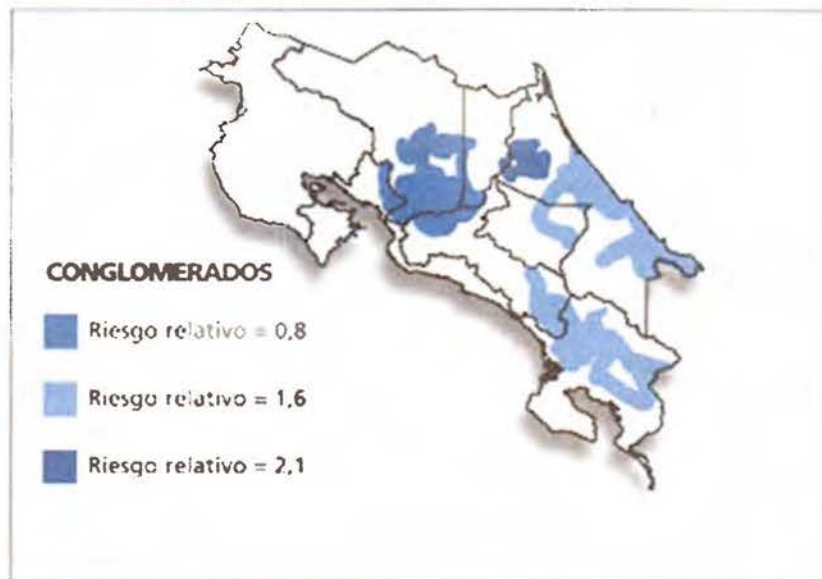 CONGLOMERADOS
Riesgo relativo = 0,8
Riesgo relativo = 1,6
Riesgo relativo = 2,1